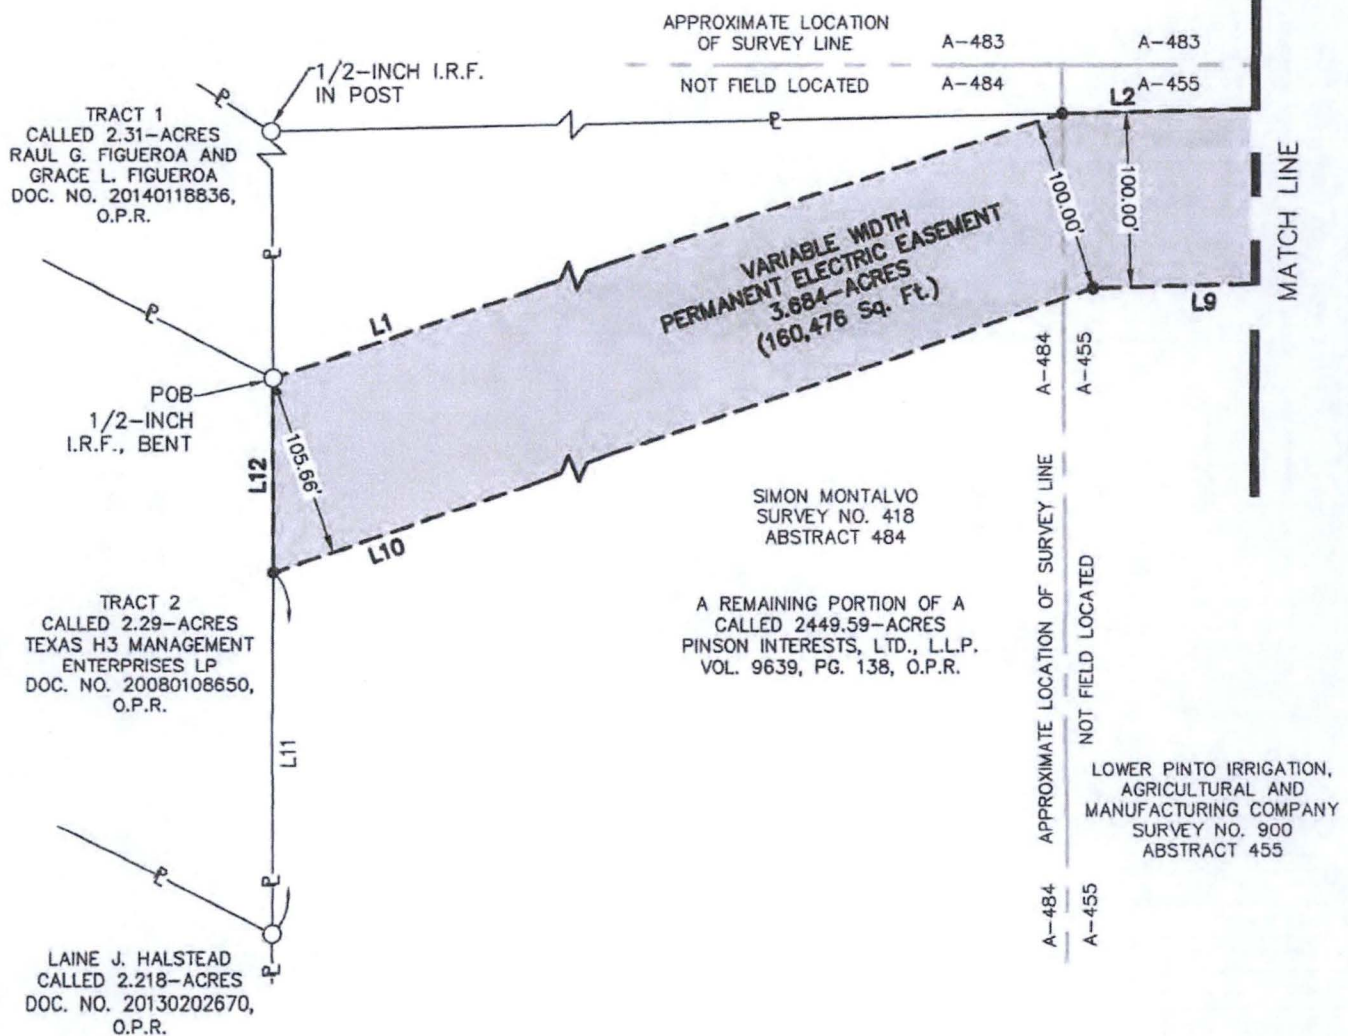 APPROXIMATE LOCATION
OF SURVEY LINE
A-483
A-483
NOT FIELD LOCATED
A-484
A-455
1/2-INCH I.R.F.
IN POST
L2
TRACT 1
CALLED 2.31-ACRES
RAUL G. FIGUEROA AND
GRACE L. FIGUEROA
DOC. NO. 20140118836,
O.P.R.
100.00'
100.00'
MATCH LINE
VARIABLE WIDTH
PERMANENT ELECTRIC EASEMENT
3.684-ACRES
(160,476 Sq. Ft.)
L1
L9
POB
1/2-INCH
I.R.F., BENT
105.66'
L12
L10
A-484
A-455
SIMON MONTALVO
SURVEY NO. 418
ABSTRACT 484
APPROXIMATE LOCATION OF SURVEY LINE
NOT FIELD LOCATED
TRACT 2
CALLED 2.29-ACRES
TEXAS H3 MANAGEMENT
ENTERPRISES LP
DOC. NO. 20080108650,
O.P.R.
A REMAINING PORTION OF A
CALLED 2449.59-ACRES
PINSON INTERESTS, LTD., L.L.P.
VOL. 9639, PG. 138, O.P.R.
L11
LOWER PINTO IRRIGATION,
AGRICULTURAL AND
MANUFACTURING COMPANY
SURVEY NO. 900
ABSTRACT 455
A-484
A-455
LAINE J. HALSTEAD
CALLED 2.218-ACRES
DOC. NO. 20130202670,
O.P.R.